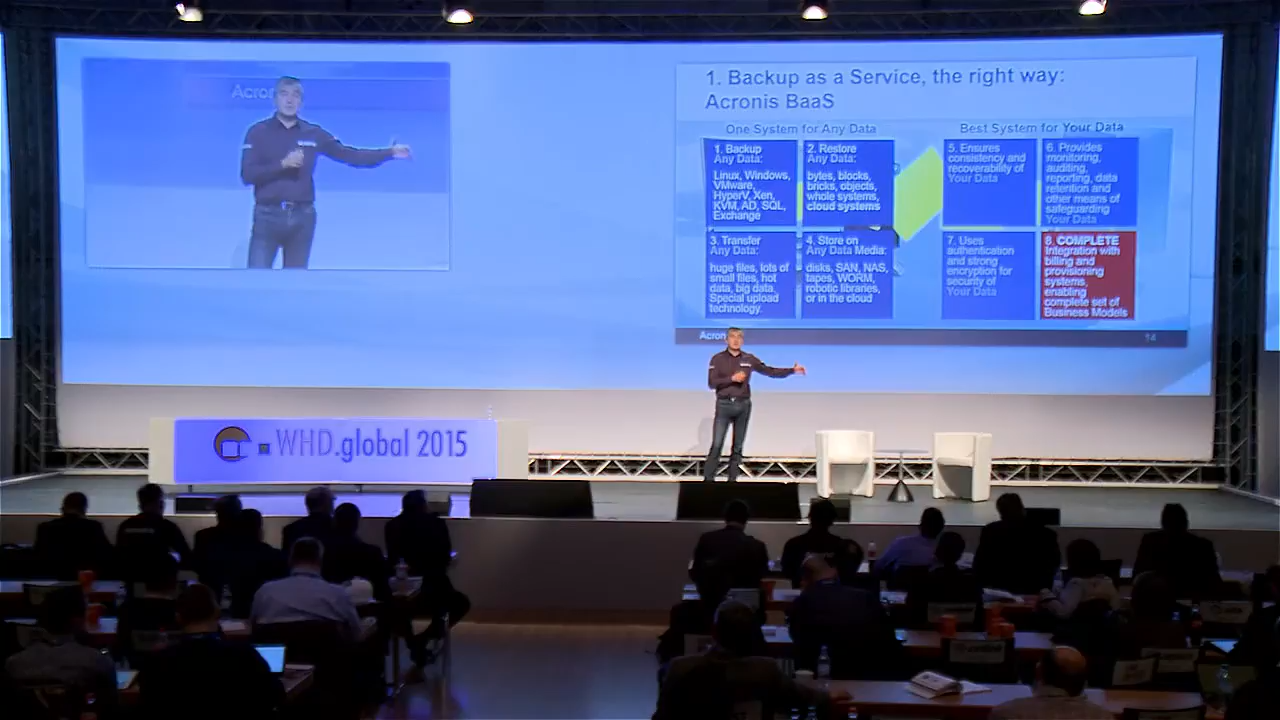 Acron
1. Backup as a Service, the right way:
Acronis BaaS
One System for Any Data
Best System for Your Data
1. Backup
Any Data:
Linux, Windows,
VMware,
HyperV, Xen,
KVM, AD, SQL,
Exchange
2. Restore
Any Data:
bytes, blocks,
bricks, objects,
whole systems,
cloud systems
5. Ensures
consistency and
recoverability of
Your Data
6. Provides
monitoring,
auditing,
reporting, data
retention and
other means of
safeguarding
Your Data
3. Transfer
Any Data:
huge files, lots of
small files, hot
data, big data,
Special upload
technology.
4. Store on
Any Data Media:
disks, SAN, NAS,
tapes, WORM,
robotic libraries,
or in the cloud
7. Uses
authentication
and strong
encryption for
security of
Your Data
8. COMPLETE
Integration with
billing and
provisioning
systems,
enabling
complete set of
Business Models
Acron
14
WHD.global 2015